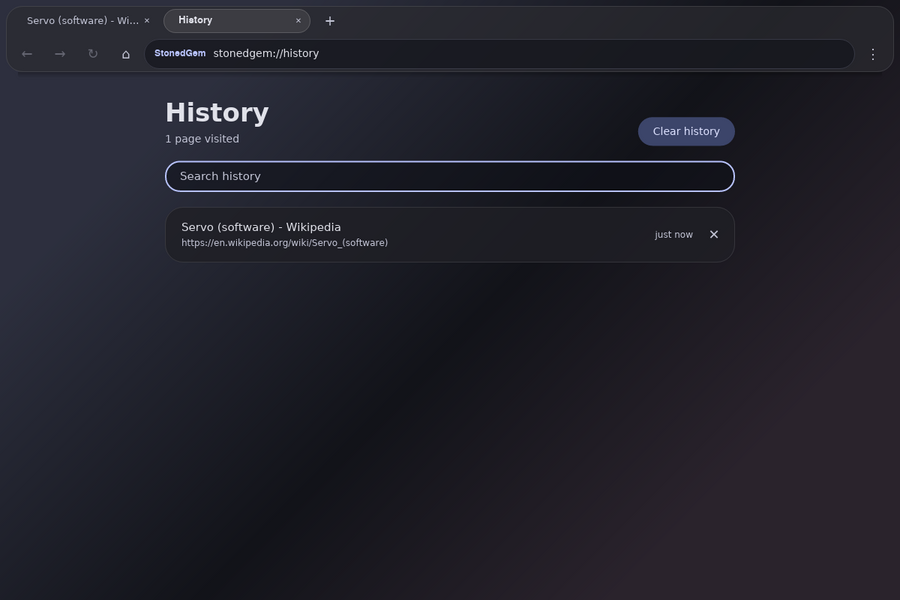 Servo (software) - Wi... ×
History ×
+
StonedGem stonedgem://history
History
1 page visited
Clear history
Search history
Servo (software) - Wikipedia
https://en.wikipedia.org/wiki/Servo_(software)
just now